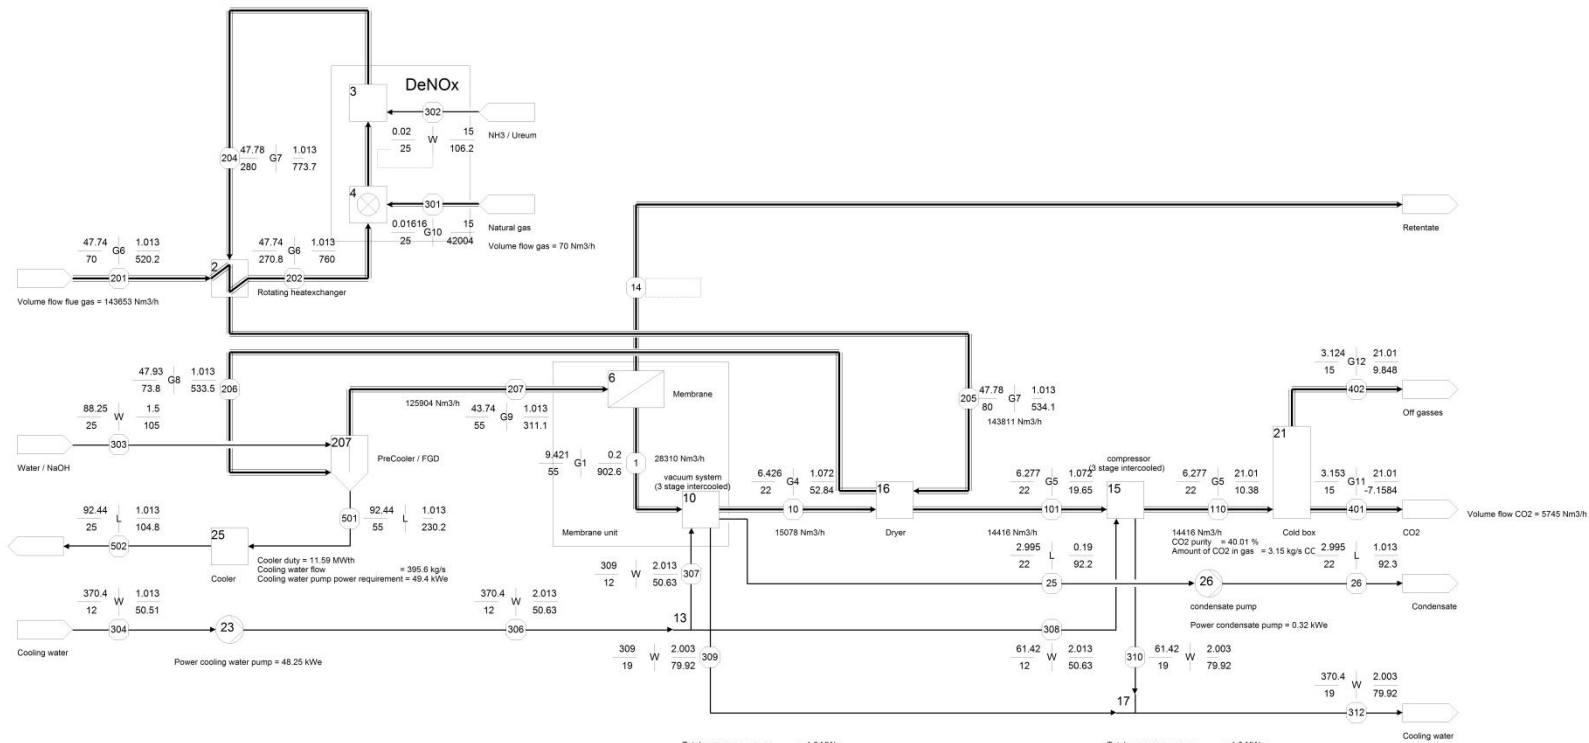 DeNOx
3
302
NH3 / Ureum
0.02 W 15
25 106.2
204
47.78 G7 1.013
280 773.7
4
301
Natural gas
0.01616 G10 15
25 42004
Volume flow gas = 70 Nm3/h
Retentate
47.74 G6 1.013
70 520.2
201
2
47.74 G6 1.013
270.8 760
202
Rotating heatexchanger
Volume flow flue gas = 143653 Nm3/h
14
47.93 G8 1.013
73.8 533.5
206
88.25 W 1.5
25 105
303
Water / NaOH
207
PreCooler / FGD
125904 Nm3/h
207
43.74 G9 1.013
55 311.1
6
Membrane
205
47.78 G7 1.013
80 534.1
143811 Nm3/h
3.124 G12 21.01
15 9.848
402
Off gasses
9.421 G1 0.2
55 902.6
1
28310 Nm3/h
vacuum system
(3 stage intercooled)
10
Membrane unit
6.426 G4 1.072
22 52.84
10
15078 Nm3/h
16
Dryer
6.277 G5 1.072
22 19.65
101
14416 Nm3/h
compressor
(3 stage intercooled)
15
6.277 G5 21.01
22 10.38
110
14416 Nm3/h
CO2 purity = 40.01 %
Amount of CO2 in gas = 3.15 kg/s CC
21
Cold box
3.153 G11 21.01
15 -7.1584
401
CO2
Volume flow CO2 = 5745 Nm3/h
92.44 L 1.013
25 104.8
502
25
Cooler
501
92.44 L 1.013
55 230.2
Cooler duty = 11.59 MWth
Cooling water flow = 395.6 kg/s
Cooling water pump power requirement = 49.4 kWe
309 W 2.013
12 50.63
307
2.995 L 0.19
22 92.2
25
26
condensate pump
Power condensate pump = 0.32 kWe
2.995 L 1.013
22 92.3
26
Condensate
370.4 W 1.013
12 50.51
304
Cooling water
23
Power cooling water pump = 48.25 kWe
370.4 W 2.013
12 50.63
306
13
308
61.42 W 2.013
12 50.63
309 W 2.003
19 79.92
309
310
61.42 W 2.003
19 79.92
17
370.4 W 2.003
19 79.92
312
Cooling water